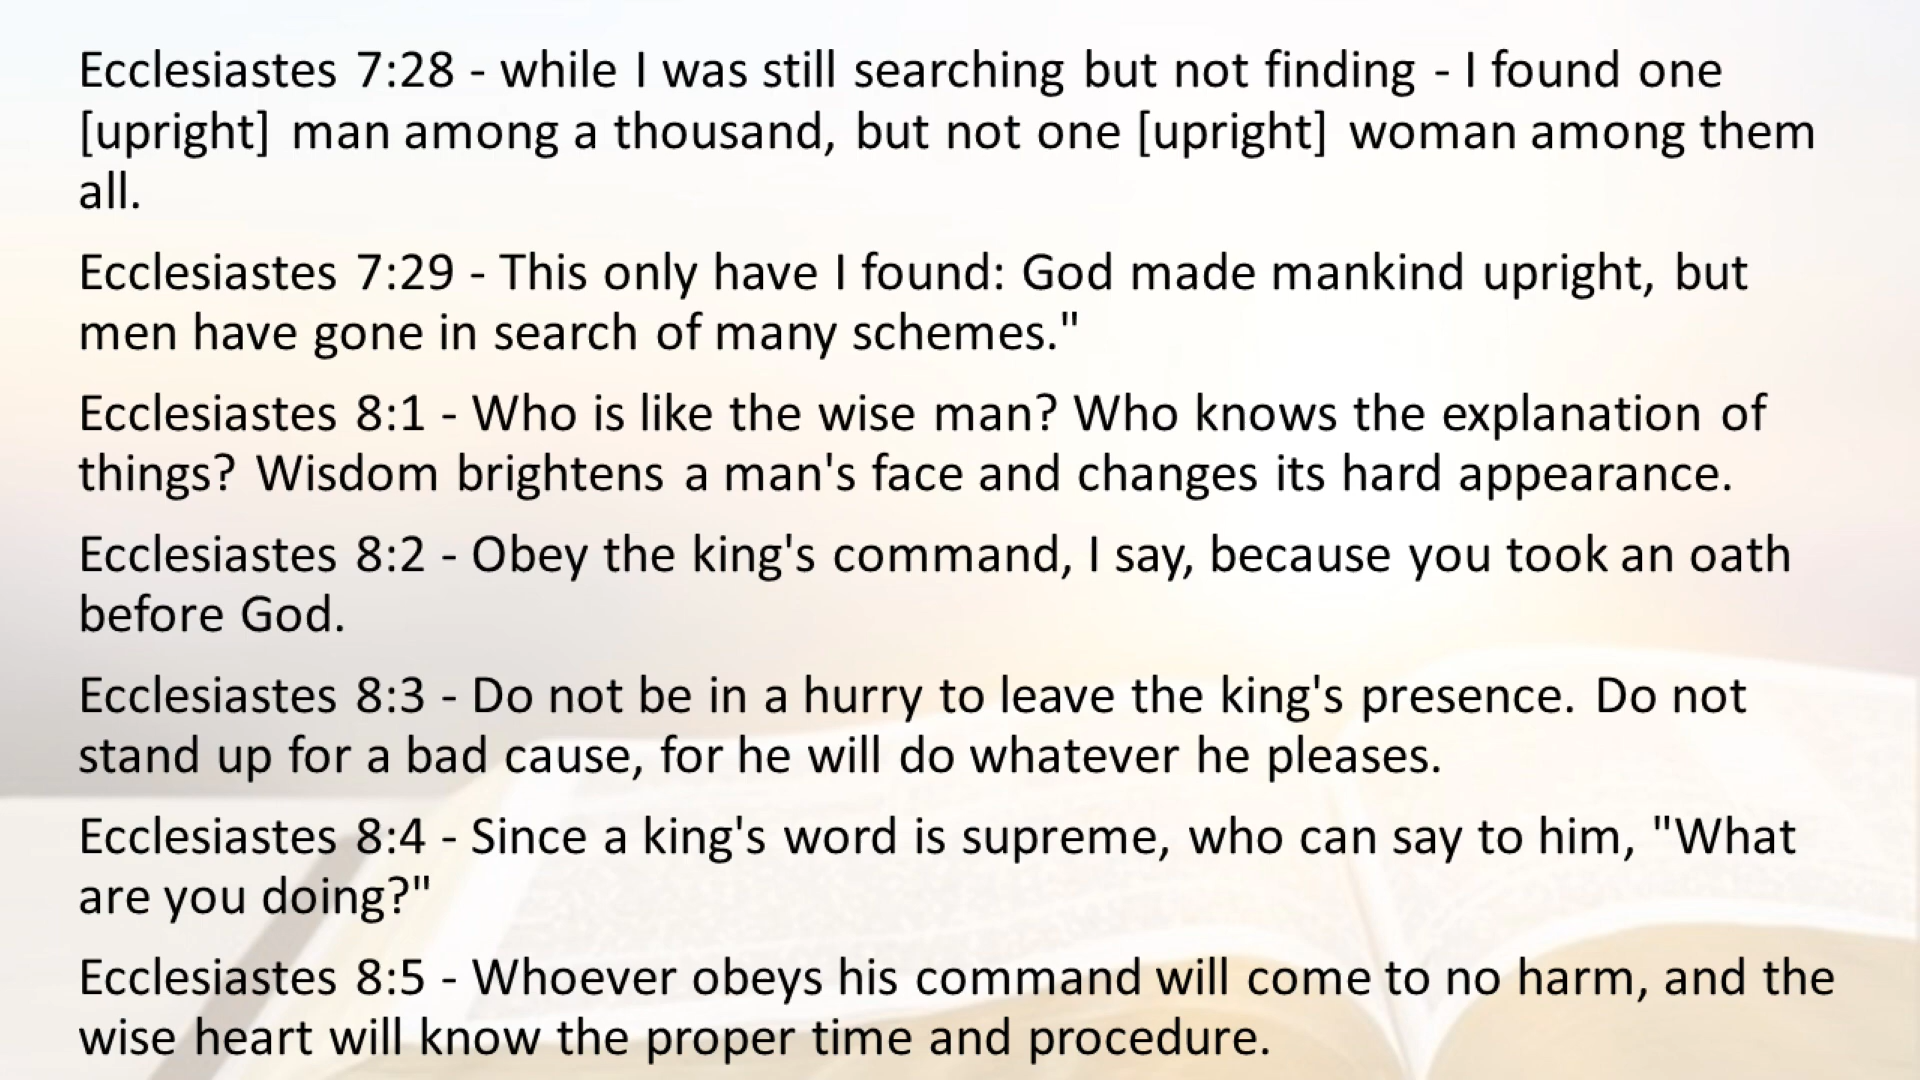 Ecclesiastes 7:28 - while I was still searching but not finding - I found one
[upright] man among a thousand, but not one [upright] woman among them
all.
Ecclesiastes 7:29 - This only have I found: God made mankind upright, but
men have gone in search of many schemes."
Ecclesiastes 8:1 - Who is like the wise man? Who knows the explanation of
things? Wisdom brightens a man's face and changes its hard appearance.
Ecclesiastes 8:2 - Obey the king's command, I say, because you took an oath
before God.
Ecclesiastes 8:3 - Do not be in a hurry to leave the king's presence. Do not
stand up for a bad cause, for he will do whatever he pleases.
Ecclesiastes 8:4 - Since a king's word is supreme, who can say to him, "What
are you doing?"
Ecclesiastes 8:5 - Whoever obeys his command will come to no harm, and the
wise heart will know the proper time and procedure.